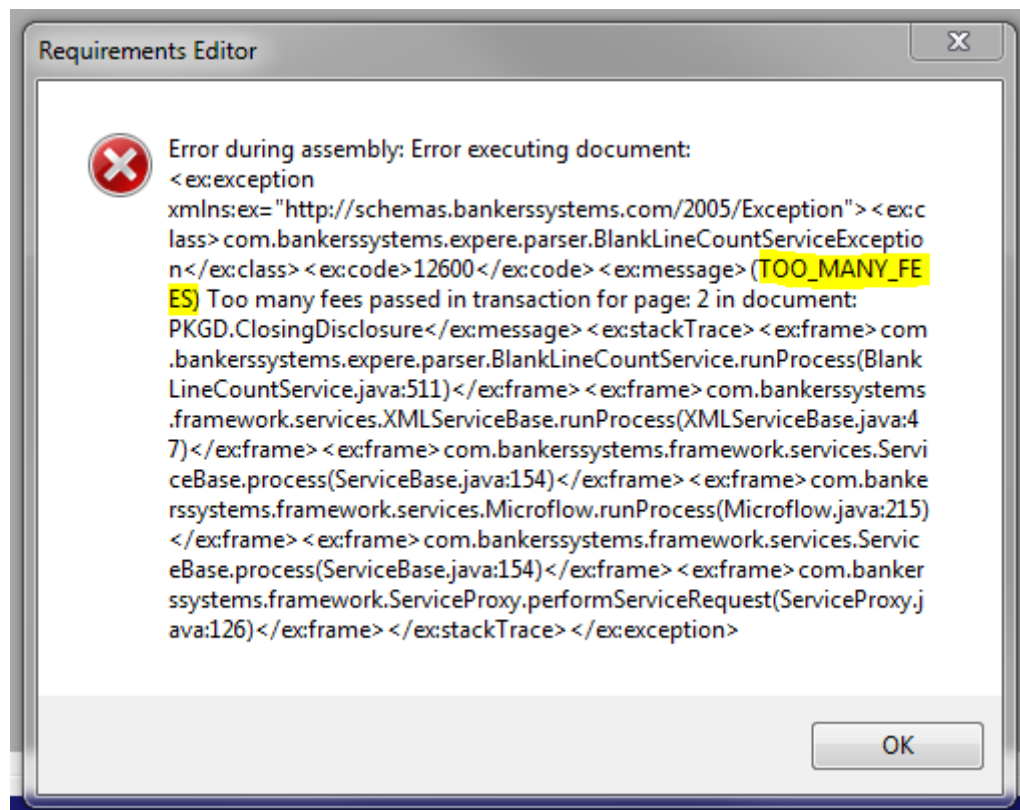 Requirements Editor
Error during assembly: Error executing document:
<ex:exception
xmlns:ex="http://schemas.bankerssystems.com/2005/Exception"><ex:c
lass>com.bankerssystems.expere.parser.BlankLineCountServiceExceptio
n</ex:class><ex:code>12600</ex:code><ex:message>(TOO_MANY_FE
ES) Too many fees passed in transaction for page: 2 in document:
PKGD.ClosingDisclosure</ex:message><ex:stackTrace><ex:frame>com
.bankerssystems.expere.parser.BlankLineCountService.runProcess(Blank
LineCountService.java:511)</ex:frame><ex:frame>com.bankerssystems
.framework.services.XMLServiceBase.runProcess(XMLServiceBase.java:4
7)</ex:frame><ex:frame>com.bankerssystems.framework.services.Servi
ceBase.process(ServiceBase.java:154)</ex:frame><ex:frame>com.banke
rssystems.framework.services.Microflow.runProcess(Microflow.java:215)
</ex:frame><ex:frame>com.bankerssystems.framework.services.Servic
eBase.process(ServiceBase.java:154)</ex:frame><ex:frame>com.banker
ssystems.framework.ServiceProxy.performServiceRequest(ServiceProxy.j
ava:126)</ex:frame></ex:stackTrace></ex:exception>
OK